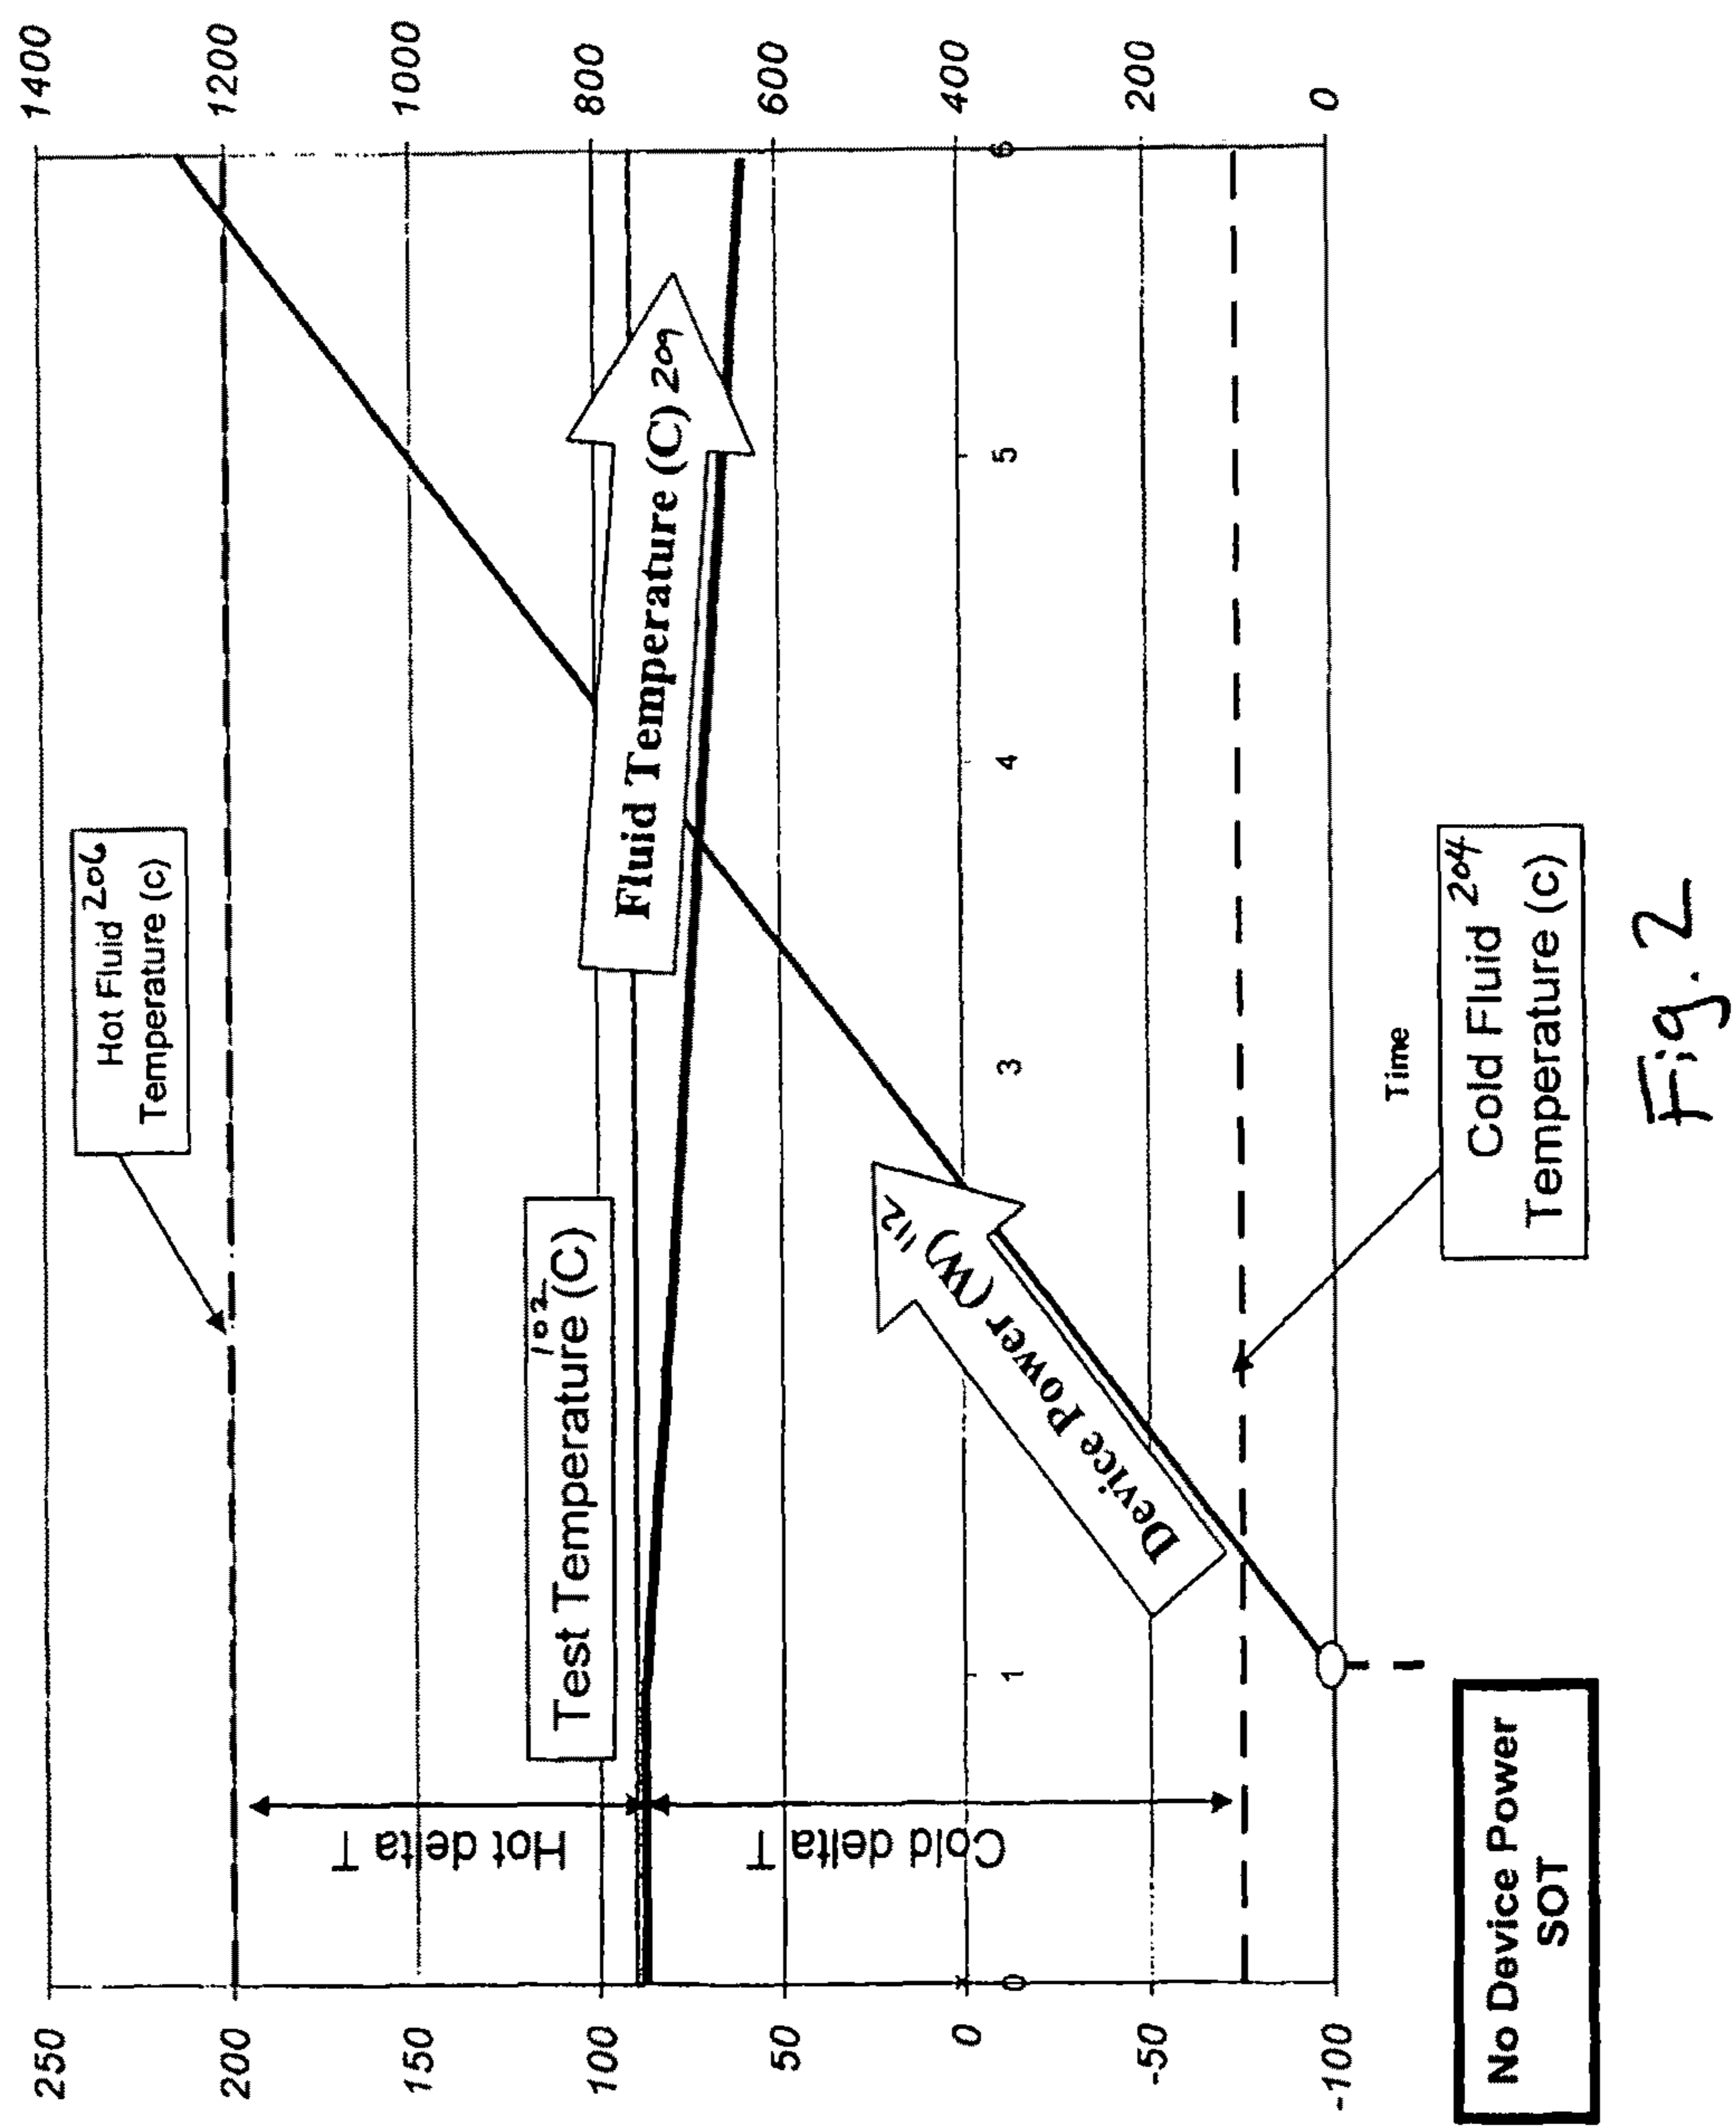 250
200
150
100
50
0
-50
-100
1400
1200
1000
800
600
400
200
0
0
1
3
4
5
6
Time
Hot Fluid 206
Temperature (c)
Test Temperature (C) 102
Fluid Temperature (C) 209
Device Power (W) 112
Hot delta T
Cold delta T
Cold Fluid 204
Temperature (c)
No Device Power
SOT
Fig. 2